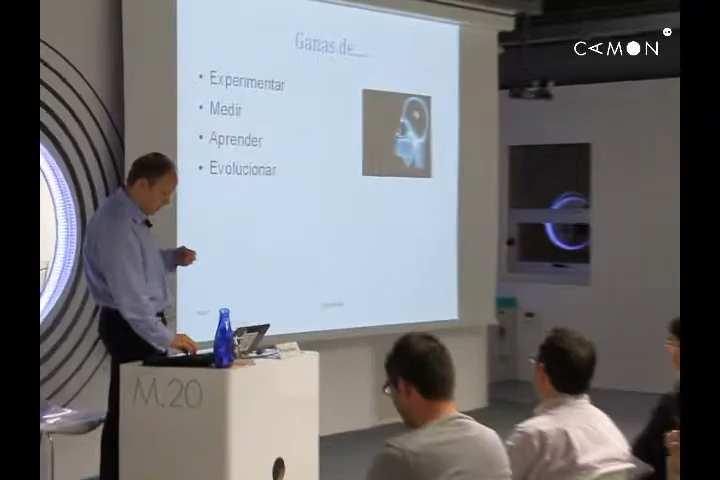 CAMON
Ganas de....
• Experimentar
• Medir
• Aprender
• Evolucionar
M.20